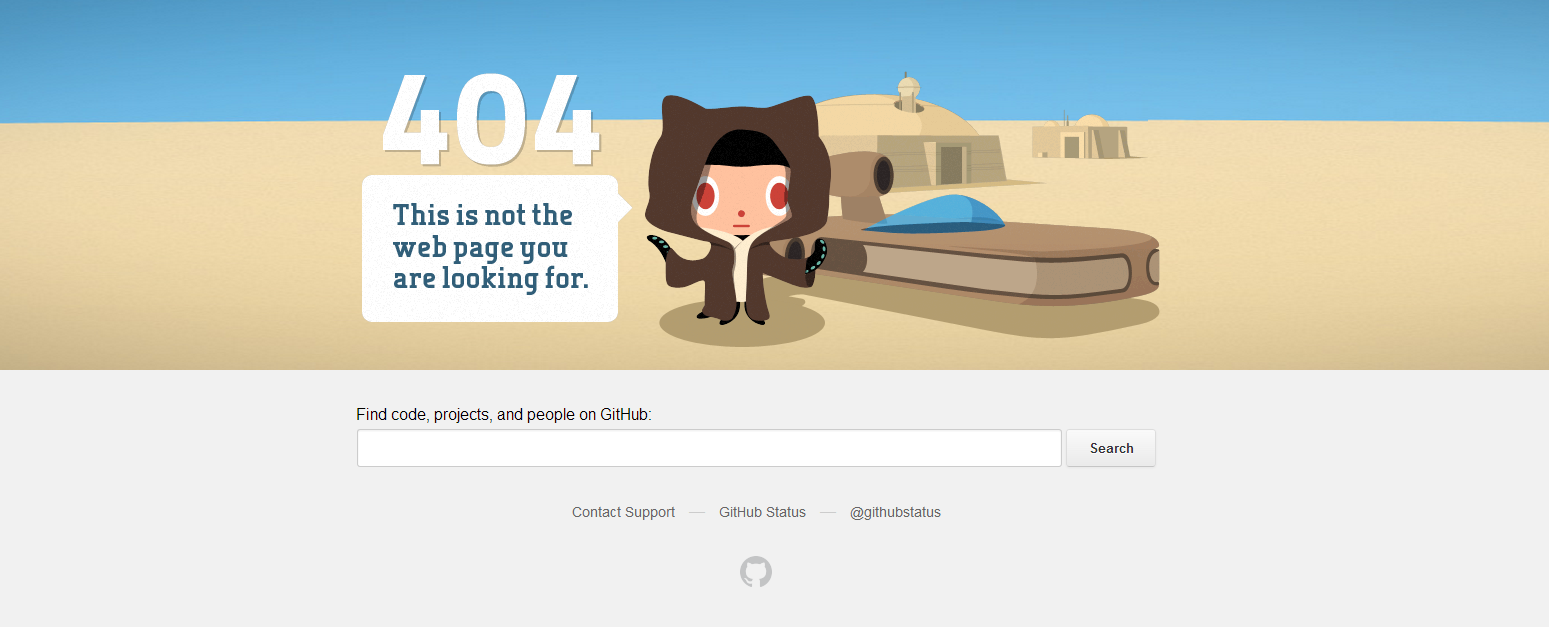 404
This is not the
web page you
are looking for.
Find code, projects, and people on GitHub:
Search
Contact Support — GitHub Status — @githubstatus